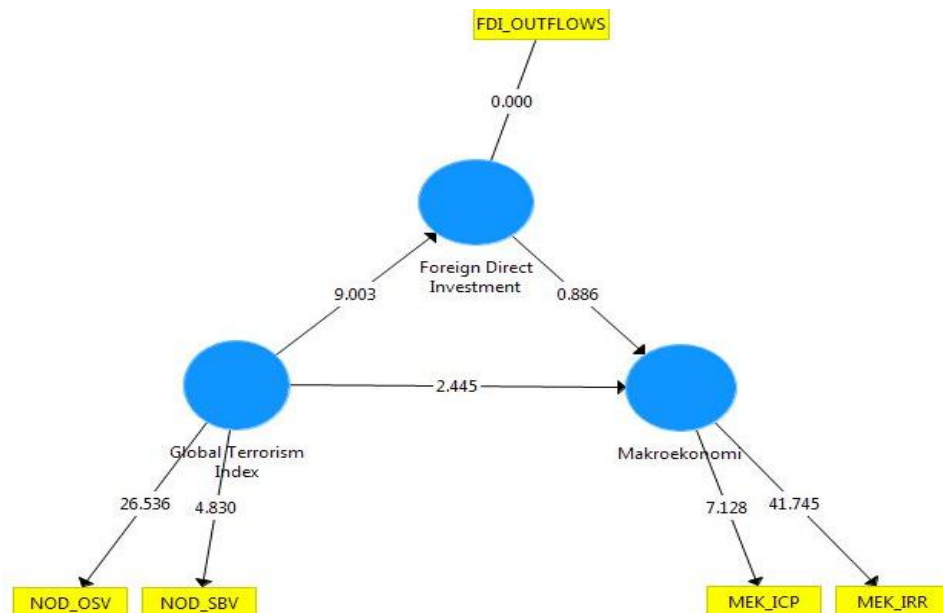 FDI_OUTFLOWS
0.000
Foreign Direct
Investment
9.003
0.886
2.445
Global Terrorism
Index
Makroekonomi
26.536
4.830
7.128
41.745
NOD_OSV
NOD_SBV
MEK_ICP
MEK_IRR